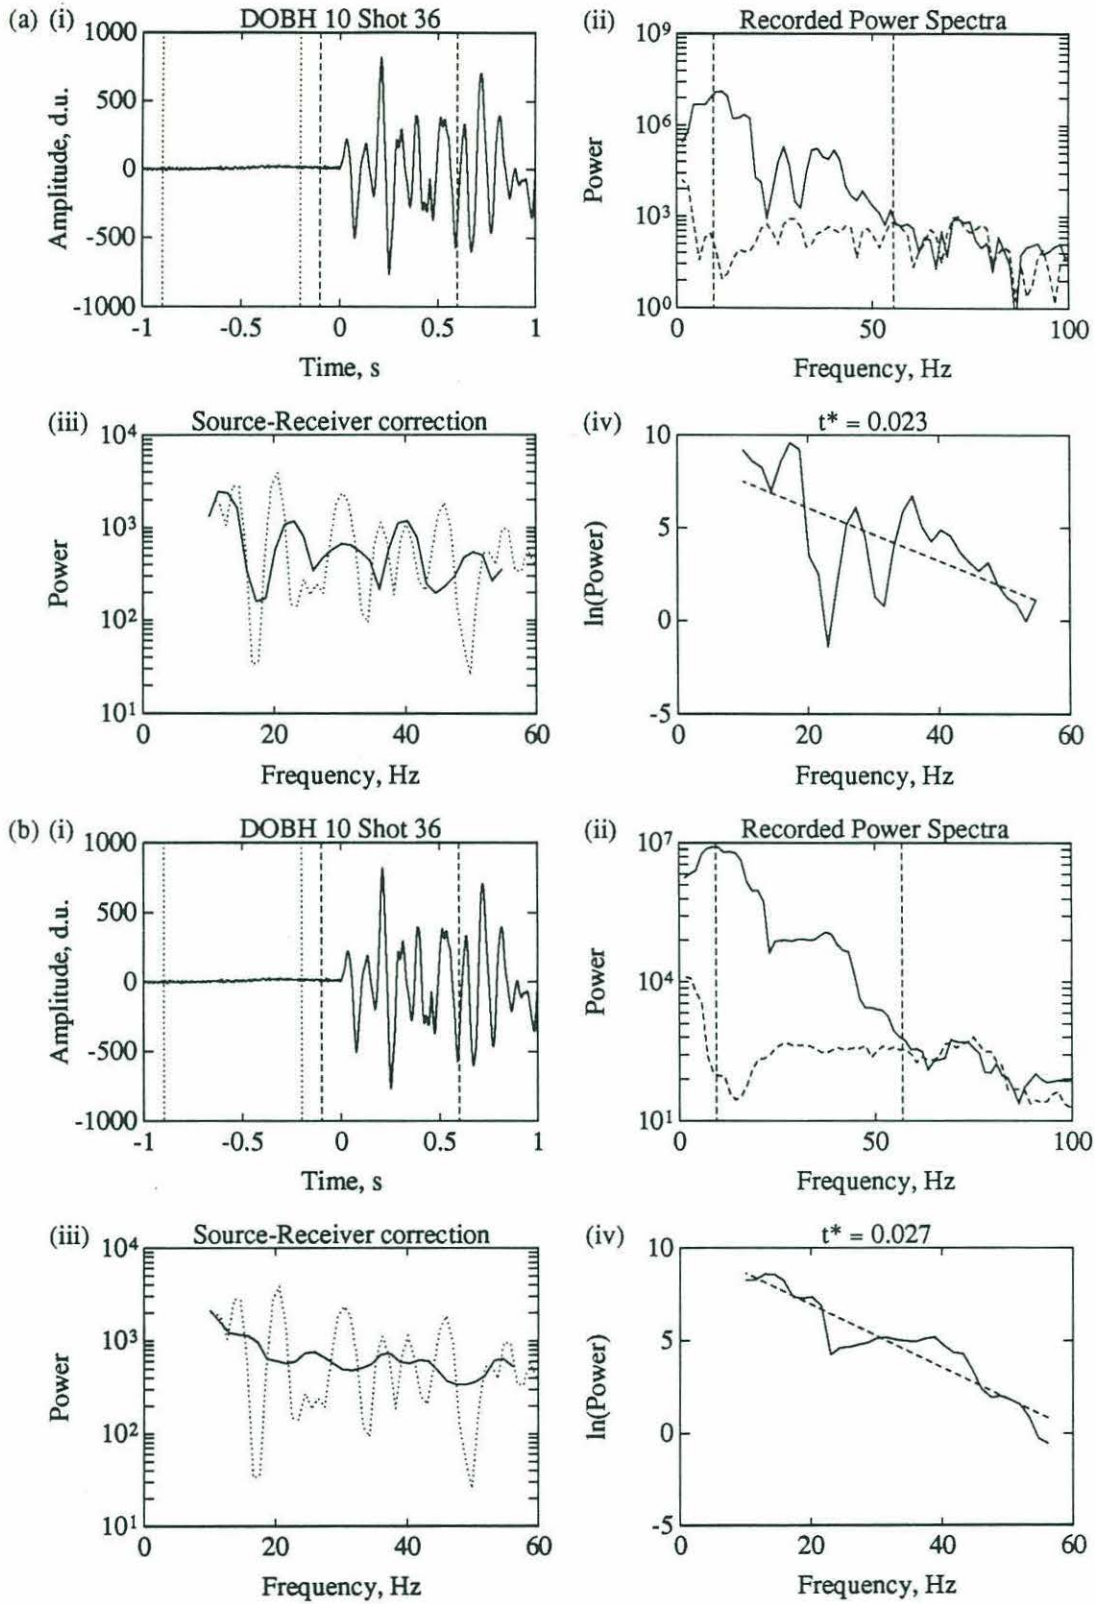 (a) (i) DOBH 10 Shot 36
1000
500
0
-500
-1000
Amplitude, d.u.
-1 -0.5 0 0.5 1
Time, s
(ii) Recorded Power Spectra
10⁹
10⁶
10³
10⁰
Power
0 50 100
Frequency, Hz
(iii) Source-Receiver correction
10⁴
10³
10²
10¹
Power
0 20 40 60
Frequency, Hz
(iv) t* = 0.023
10
5
0
-5
ln(Power)
0 20 40 60
Frequency, Hz
(b) (i) DOBH 10 Shot 36
1000
500
0
-500
-1000
Amplitude, d.u.
-1 -0.5 0 0.5 1
Time, s
(ii) Recorded Power Spectra
10⁷
10⁴
10¹
Power
0 50 100
Frequency, Hz
(iii) Source-Receiver correction
10⁴
10³
10²
10¹
Power
0 20 40 60
Frequency, Hz
(iv) t* = 0.027
10
5
0
-5
ln(Power)
0 20 40 60
Frequency, Hz